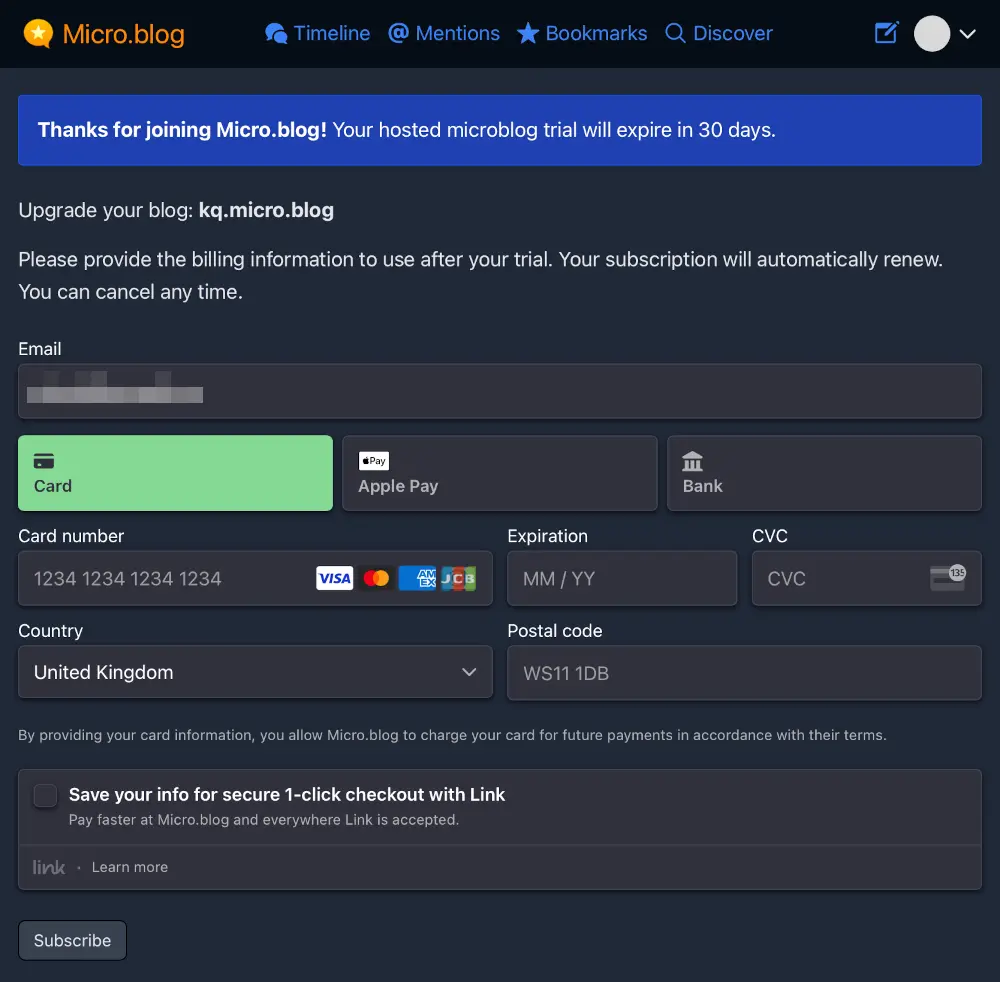 Micro.blog Timeline Mentions Bookmarks Discover
Thanks for joining Micro.blog! Your hosted microblog trial will expire in 30 days.
Upgrade your blog: kq.micro.blog
Please provide the billing information to use after your trial. Your subscription will automatically renew.
You can cancel any time.
Email
Pay
Card Apple Pay Bank
Card number Expiration CVC
1234 1234 1234 1234 VISA AM EX JCB MM / YY CVC 135
Country Postal code
United Kingdom WS11 1DB
By providing your card information, you allow Micro.blog to charge your card for future payments in accordance with their terms.
Save your info for secure 1-click checkout with Link
Pay faster at Micro.blog and everywhere Link is accepted.
link · Learn more
Subscribe